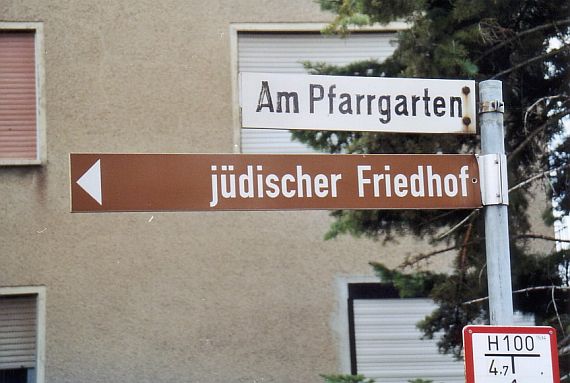 Am Pfarrgarten
jüdischer Friedhof
H100
4.7